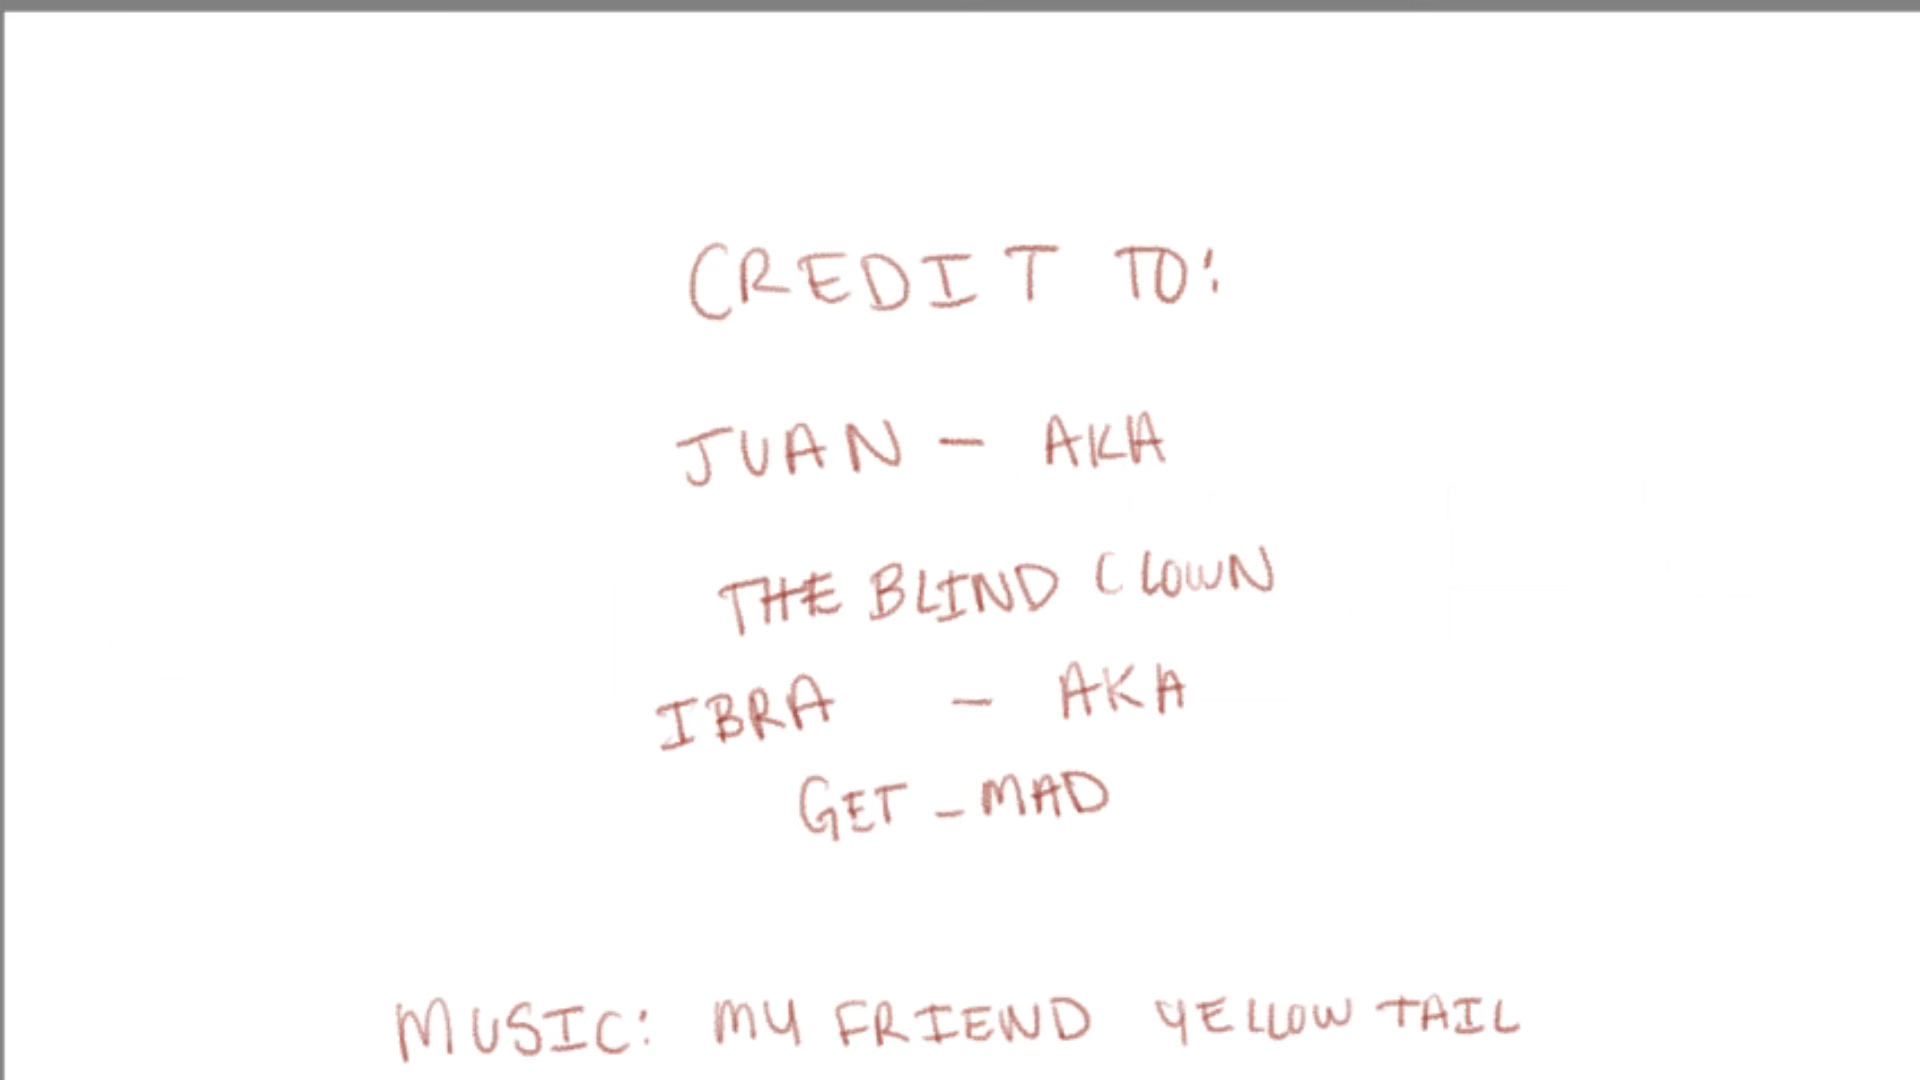 CREDIT TO:
JUAN - AKA
THE BLIND CLOWN
IBRA - AKA
GET_MAD
MUSIC: MY FRIEND YELLOW TAIL